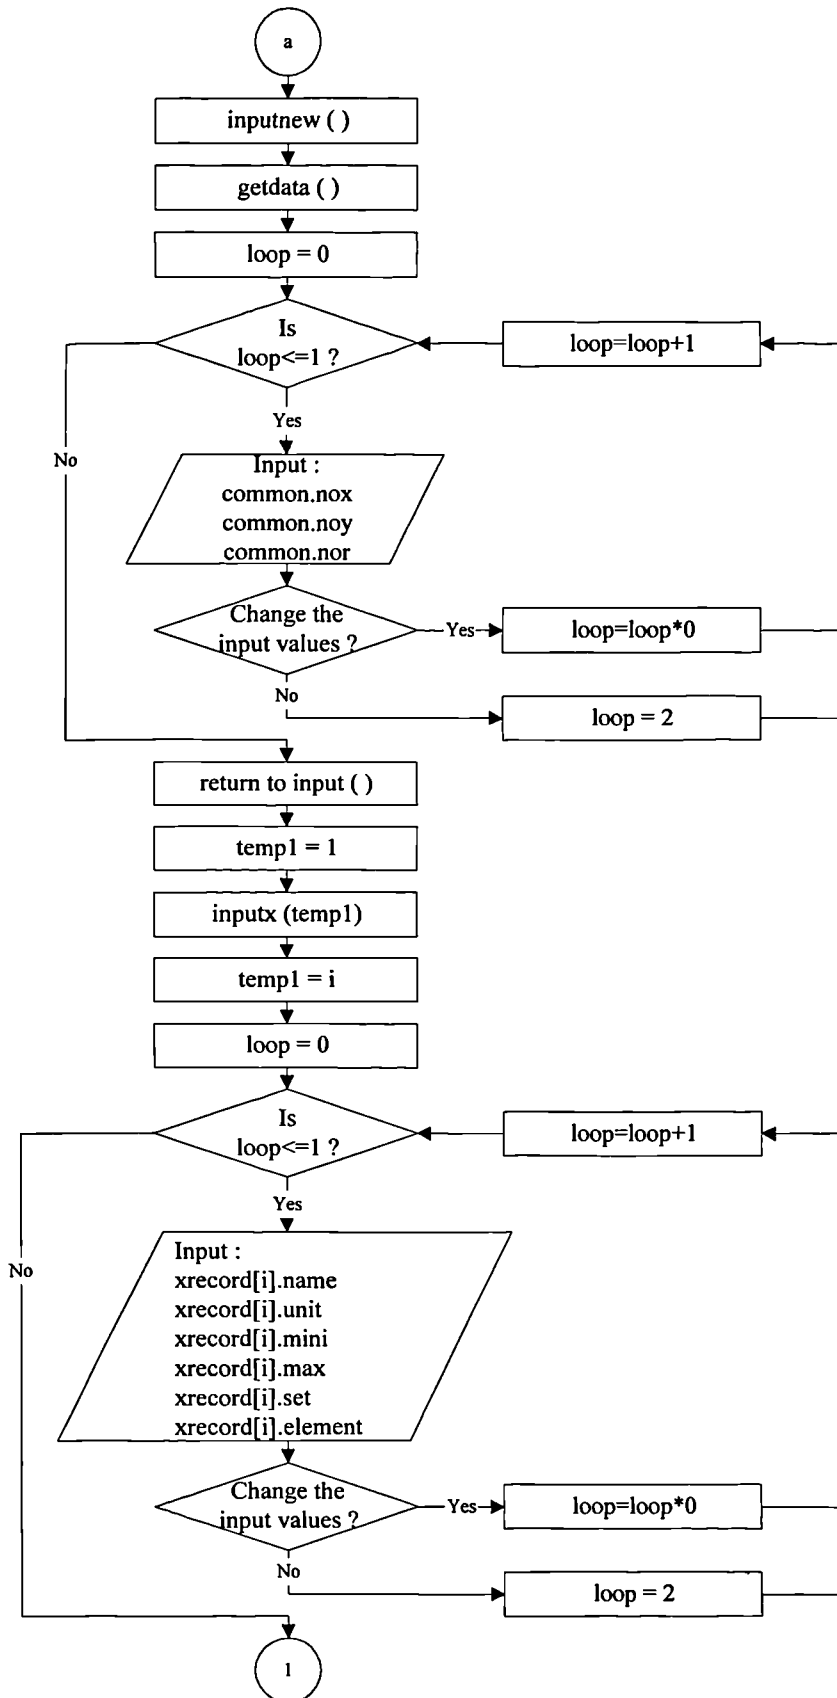 a
inputnew ( )
getdata ( )
loop = 0
Is
loop<=1 ?
loop=loop+1
Yes
No
Input :
common.nox
common.noy
common.nor
Change the
input values ?
Yes
loop=loop*0
No
loop = 2
return to input ( )
temp1 = 1
inputx (temp1)
temp1 = i
loop = 0
Is
loop<=1 ?
loop=loop+1
Yes
No
Input :
xrecord[i].name
xrecord[i].unit
xrecord[i].mini
xrecord[i].max
xrecord[i].set
xrecord[i].element
Change the
input values ?
Yes
loop=loop*0
No
loop = 2
1